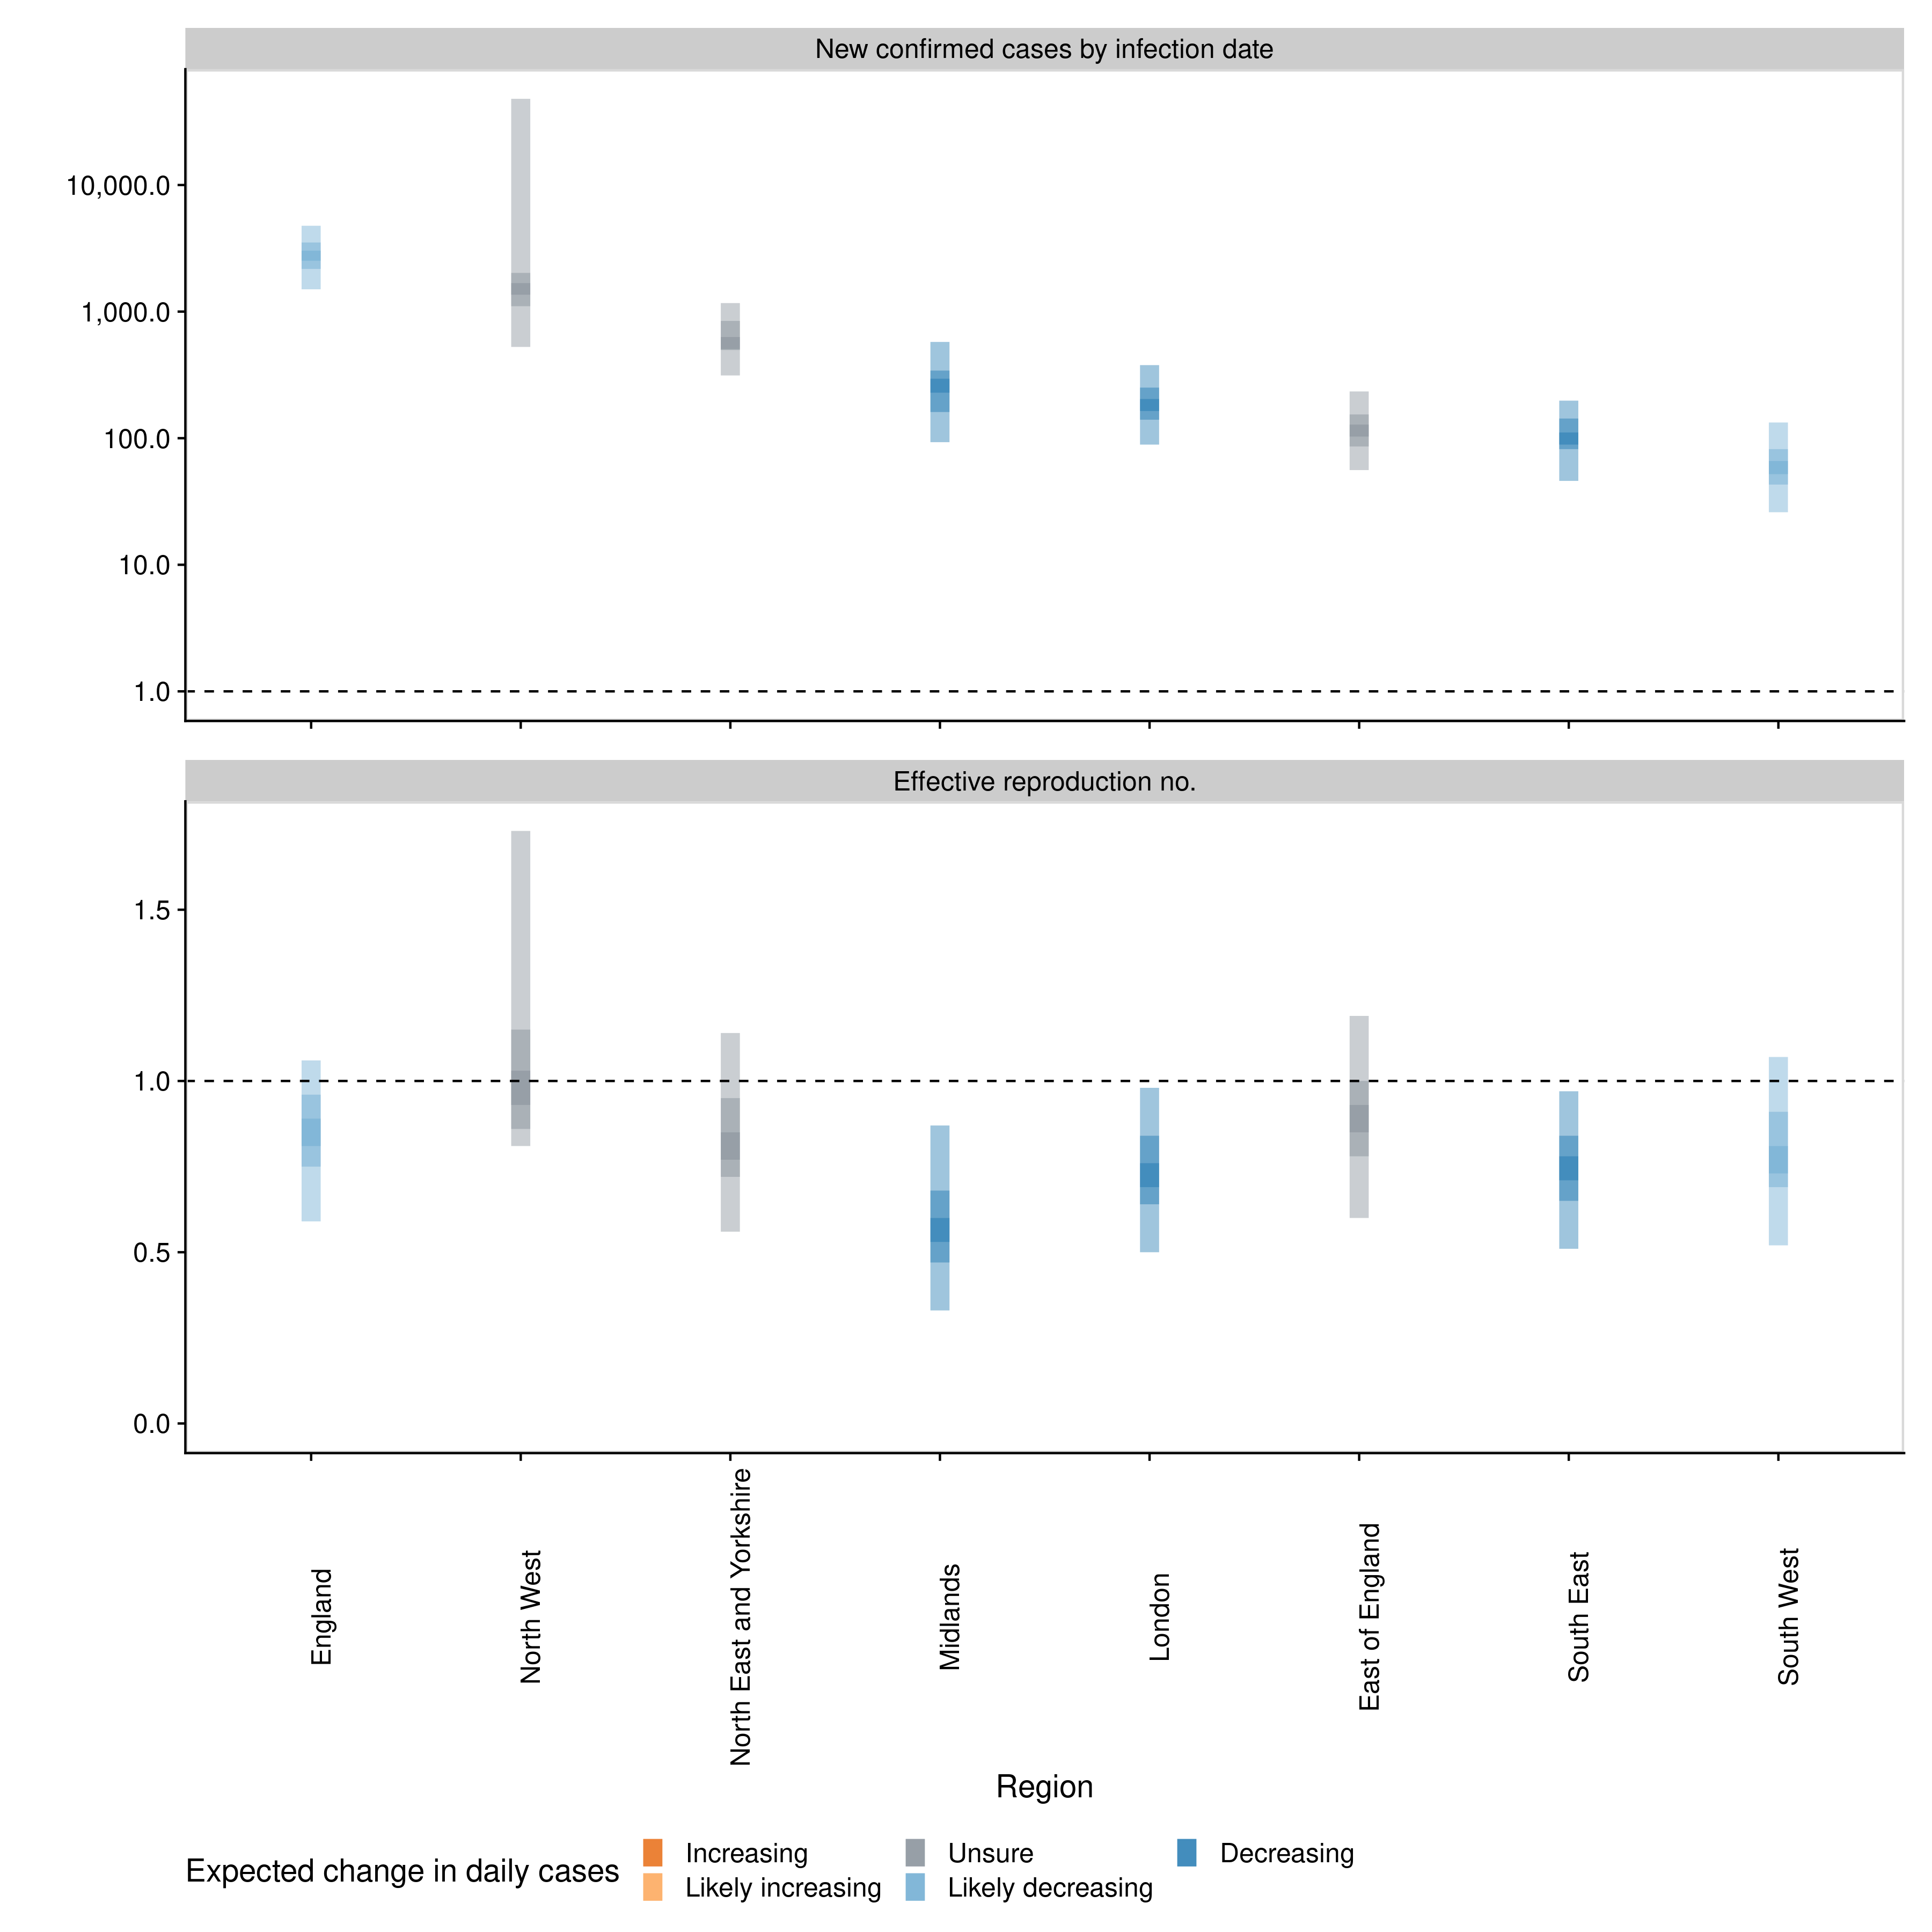 New confirmed cases by infection date
10,000.0
1,000.0
100.0
10.0
1.0
Effective reproduction no.
1.5
1.0
0.5
0.0
England
North West
North East and Yorkshire
Midlands
London
East of England
South East
South West
Region
Expected change in daily cases
Increasing
Unsure
Decreasing
Likely increasing
Likely decreasing